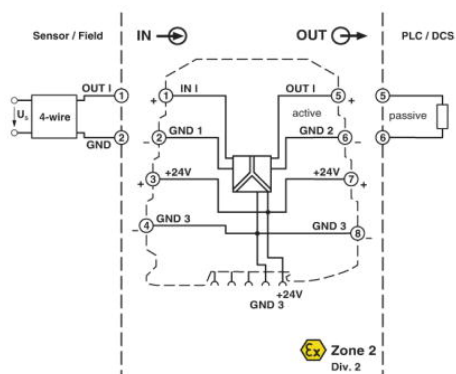 Sensor / Field
IN
OUT
PLC / DCS
OUT I
1
1
IN I
OUT I
5
5
Us
4-wire
+
active
+
passive
GND
2
2
GND 1
GND 2
6
6
–
–
3
+24V
+24V
7
+
+
4
GND 3
GND 3
8
–
–
+24V
GND 3
Ex
Zone 2
Div. 2